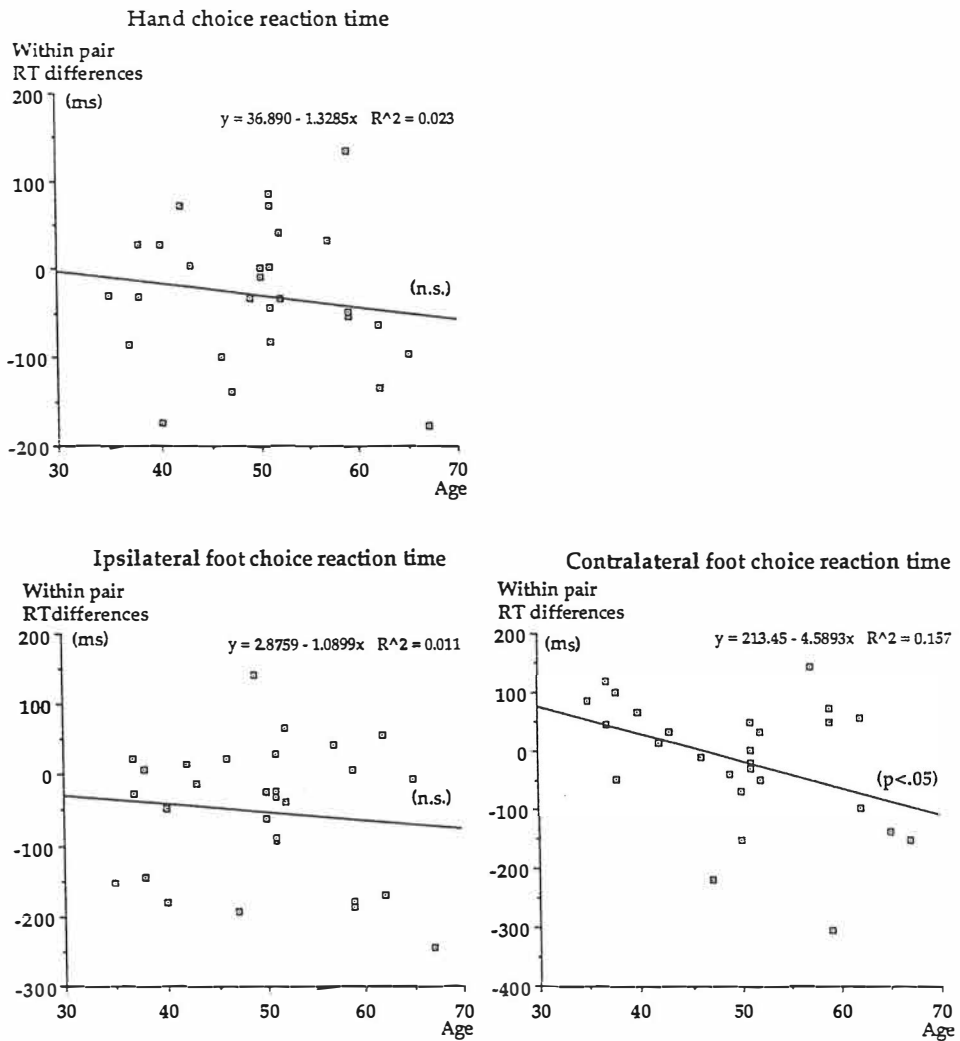 Hand choice reaction time
Within pair
RT differences
(ms)
200
y = 36.890 - 1.3285x R^2 = 0.023
100
0
(n.s.)
-100
-200
30 40 50 60 70
Age
Ipsilateral foot choice reaction time
Within pair
RTdifferences
(ms)
200
y = 2.8759 - 1.0899x R^2 = 0.011
100
0
(n.s.)
-100
-200
-300
30 40 50 60 70
Age
Contralateral foot choice reaction time
Within pair
RT differences
(ms)
200
y = 213.45 - 4.5893x R^2 = 0.157
100
0
(p<.05)
-100
-200
-300
-400
30 40 50 60 70
Age